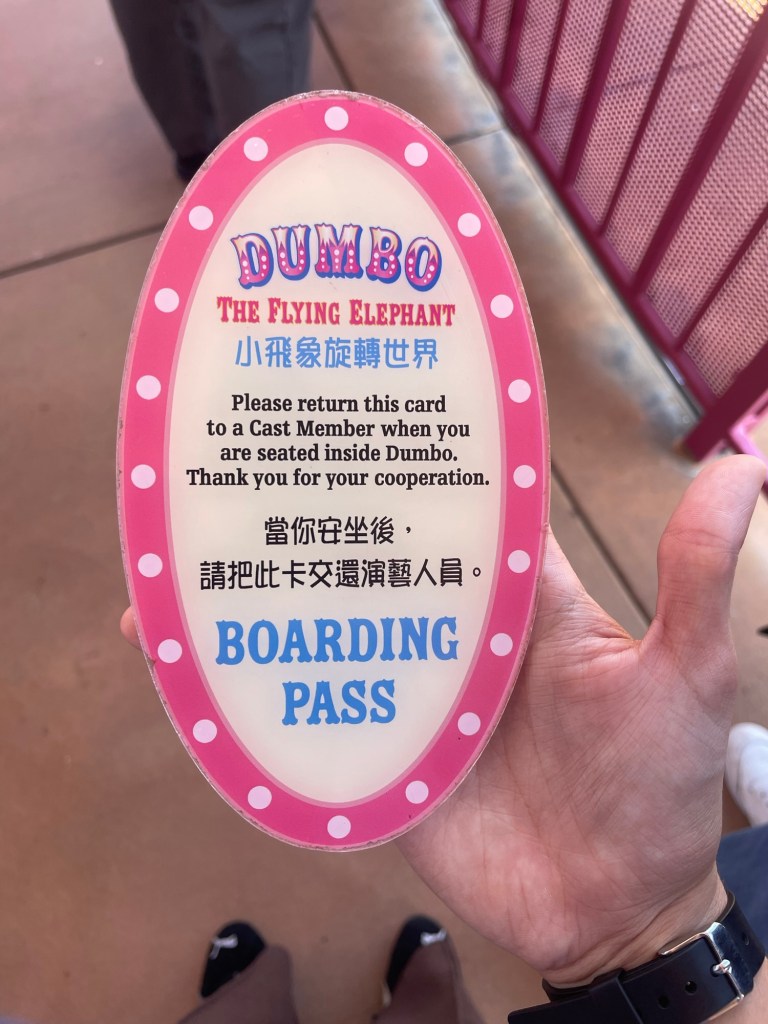 DUMBO
THE FLYING ELEPHANT
小飛象旋轉世界
Please return this card
to a Cast Member when you
are seated inside Dumbo.
Thank you for your cooperation.
當你安坐後，
請把此卡交還演藝人員。
BOARDING
PASS